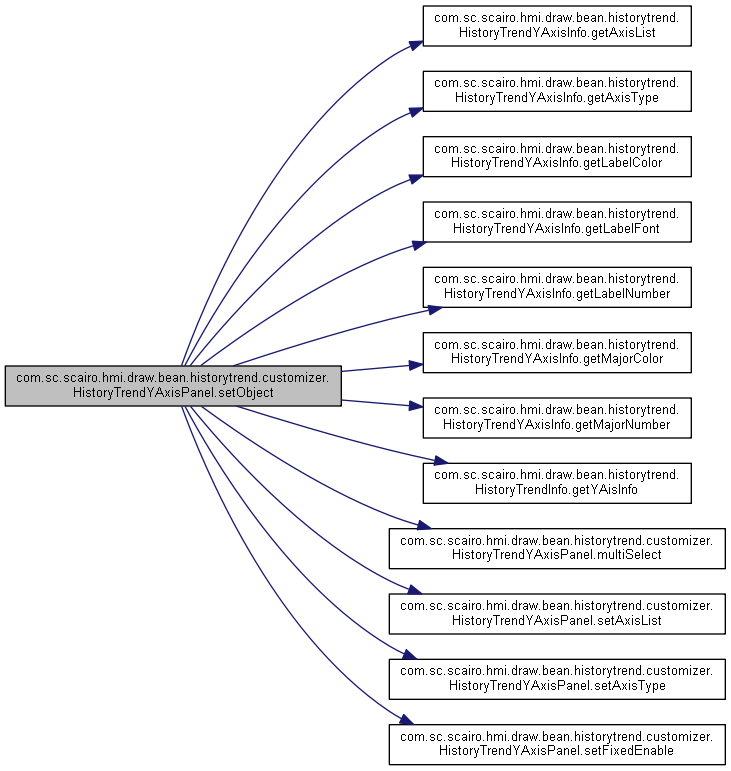 com.sc.scairo.hmi.draw.bean.historytrend.
HistoryTrendYAxisInfo.getAxisList
com.sc.scairo.hmi.draw.bean.historytrend.
HistoryTrendYAxisInfo.getAxisType
com.sc.scairo.hmi.draw.bean.historytrend.
HistoryTrendYAxisInfo.getLabelColor
com.sc.scairo.hmi.draw.bean.historytrend.
HistoryTrendYAxisInfo.getLabelFont
com.sc.scairo.hmi.draw.bean.historytrend.
HistoryTrendYAxisInfo.getLabelNumber
com.sc.scairo.hmi.draw.bean.historytrend.
HistoryTrendYAxisInfo.getMajorColor
com.sc.scairo.hmi.draw.bean.historytrend.customizer.
HistoryTrendYAxisPanel.setObject
com.sc.scairo.hmi.draw.bean.historytrend.
HistoryTrendYAxisInfo.getMajorNumber
com.sc.scairo.hmi.draw.bean.historytrend.
HistoryTrendInfo.getYAisInfo
com.sc.scairo.hmi.draw.bean.historytrend.customizer.
HistoryTrendYAxisPanel.multiSelect
com.sc.scairo.hmi.draw.bean.historytrend.customizer.
HistoryTrendYAxisPanel.setAxisList
com.sc.scairo.hmi.draw.bean.historytrend.customizer.
HistoryTrendYAxisPanel.setAxisType
com.sc.scairo.hmi.draw.bean.historytrend.customizer.
HistoryTrendYAxisPanel.setFixedEnable